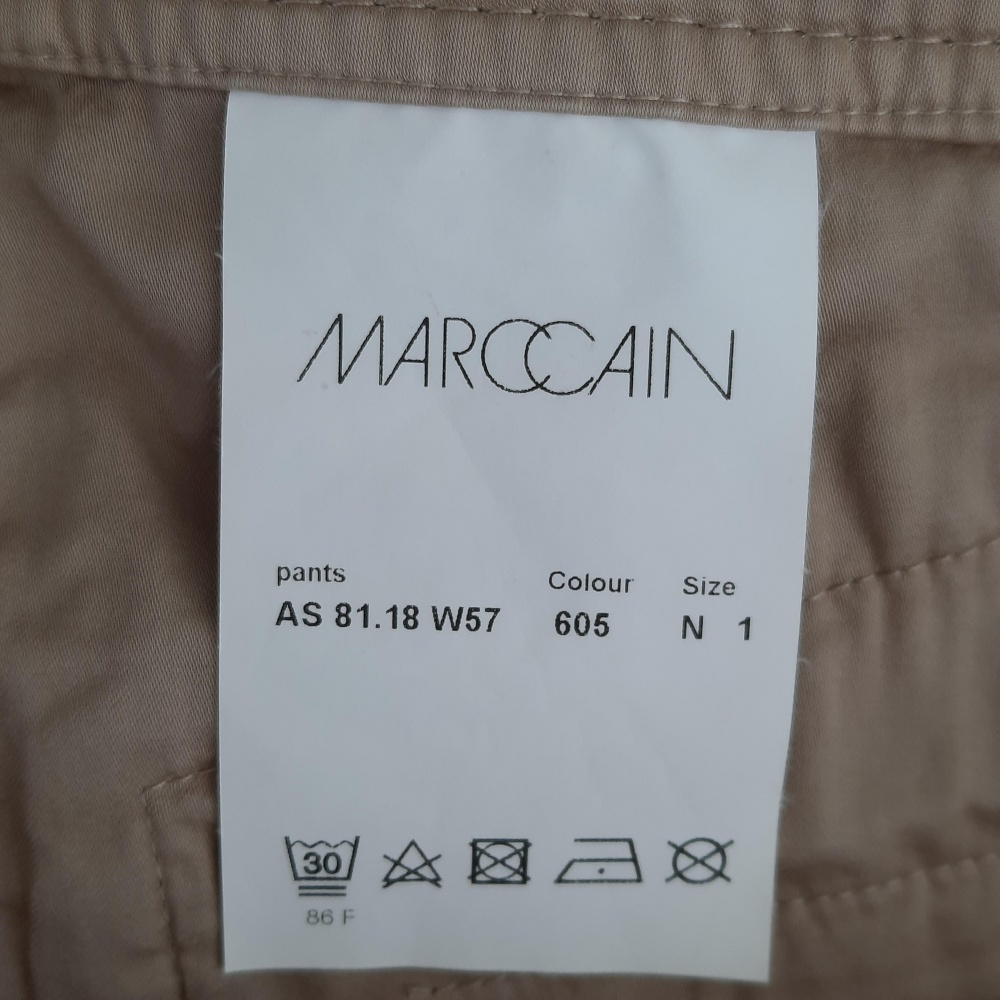 MARCCAIN
pants Colour Size
AS 81.18 W57 605 N 1
30
86 F